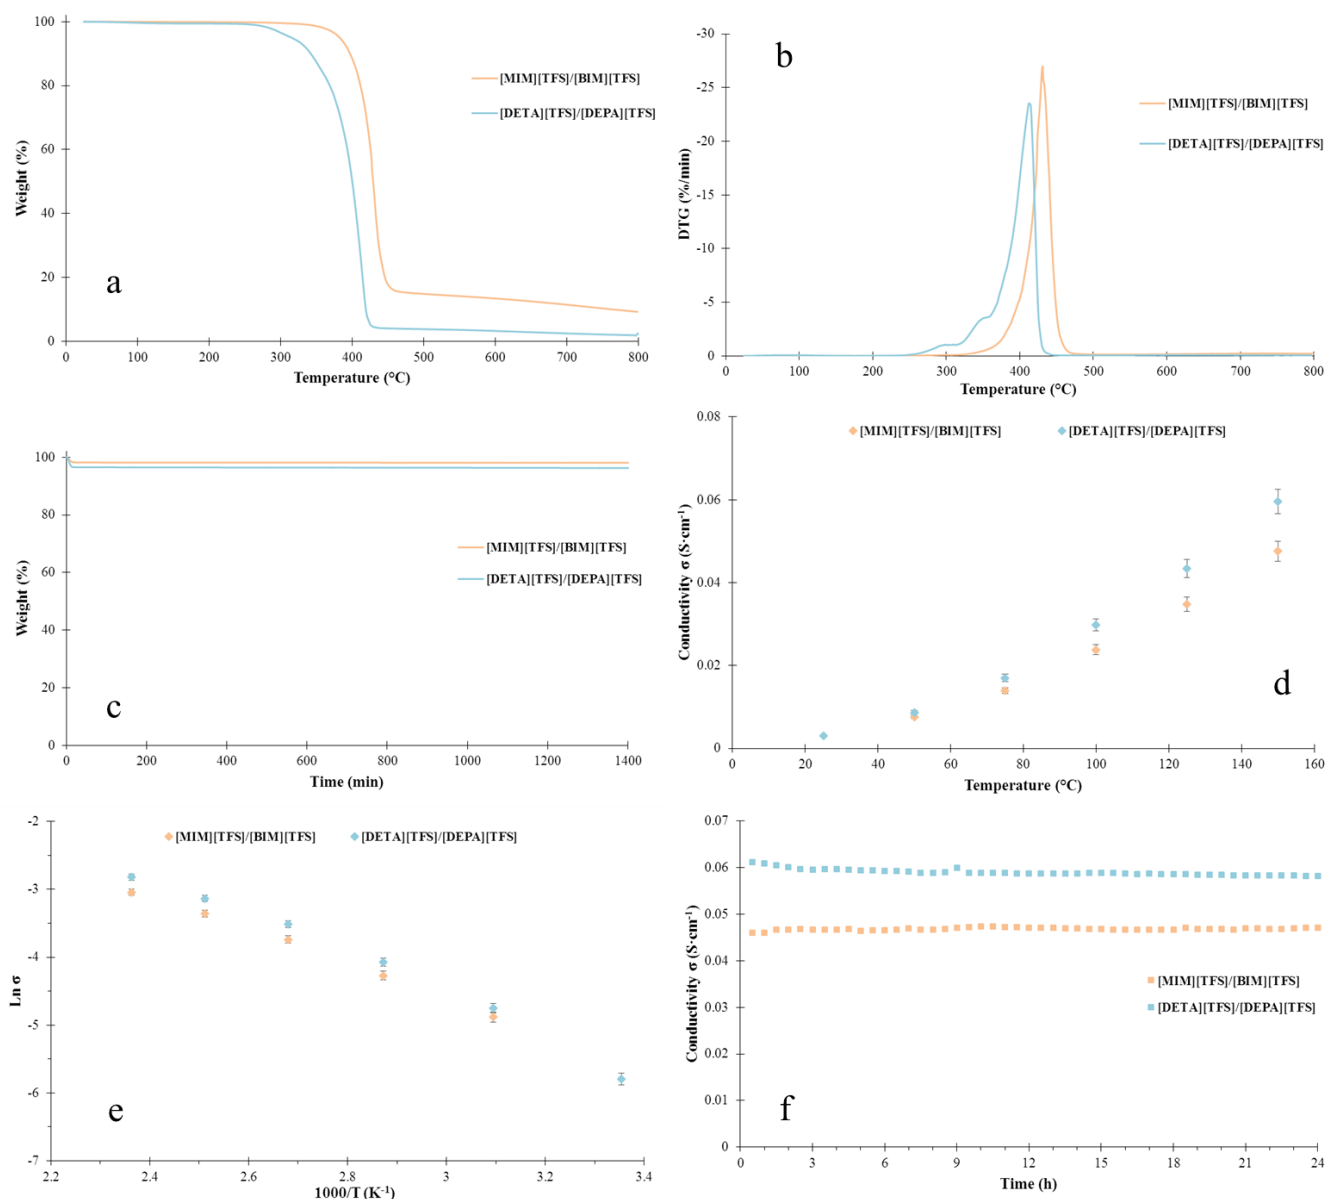 100
80
60
40
20
0
Weight (%)
[MIM][TFS]/[BIM][TFS]
[DETA][TFS]/[DEPA][TFS]
a
0 100 200 300 400 500 600 700 800
Temperature (°C)
-30
-25
-20
-15
-10
-5
0
DTG (%/min)
b
[MIM][TFS]/[BIM][TFS]
[DETA][TFS]/[DEPA][TFS]
0 100 200 300 400 500 600 700 800
Temperature (°C)
100
80
60
40
20
0
Weight (%)
[MIM][TFS]/[BIM][TFS]
[DETA][TFS]/[DEPA][TFS]
c
0 200 400 600 800 1000 1200 1400
Time (min)
0.08
0.06
0.04
0.02
0
Conductivity σ (S·cm⁻¹)
[MIM][TFS]/[BIM][TFS] [DETA][TFS]/[DEPA][TFS]
d
0 20 40 60 80 100 120 140 160
Temperature (°C)
-2
-3
-4
-5
-6
-7
Ln σ
[MIM][TFS]/[BIM][TFS] [DETA][TFS]/[DEPA][TFS]
e
2.2 2.4 2.6 2.8 3 3.2 3.4
1000/T (K⁻¹)
0.07
0.06
0.05
0.04
0.03
0.02
0.01
0
Conductivity σ (S·cm⁻¹)
[MIM][TFS]/[BIM][TFS]
[DETA][TFS]/[DEPA][TFS]
f
0 3 6 9 12 15 18 21 24
Time (h)